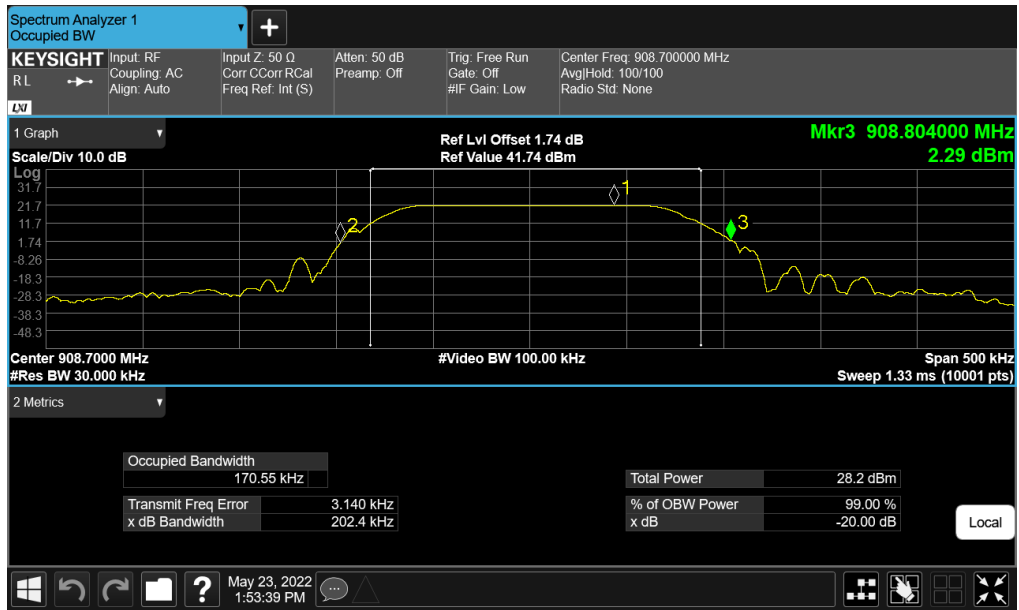 Spectrum Analyzer 1
Occupied BW
+
KEYSIGHT
R L
LXI
Input: RF
Coupling: AC
Align: Auto
Input Z: 50 Ω
Corr CCorr RCal
Freq Ref: Int (S)
Atten: 50 dB
Preamp: Off
Trig: Free Run
Gate: Off
#IF Gain: Low
Center Freq: 908.700000 MHz
Avg|Hold: 100/100
Radio Std: None
1 Graph
Scale/Div 10.0 dB
Log
Ref Lvl Offset 1.74 dB
Ref Value 41.74 dBm
Mkr3 908.804000 MHz
2.29 dBm
31.7
21.7
11.7
1.74
-8.26
-18.3
-28.3
-38.3
-48.3
1
2
3
Center 908.7000 MHz
#Res BW 30.000 kHz
#Video BW 100.00 kHz
Span 500 kHz
Sweep 1.33 ms (10001 pts)
2 Metrics
Occupied Bandwidth
170.55 kHz
Transmit Freq Error 3.140 kHz
x dB Bandwidth 202.4 kHz
Total Power 28.2 dBm
% of OBW Power 99.00 %
x dB -20.00 dB
Local
?
May 23, 2022
1:53:39 PM